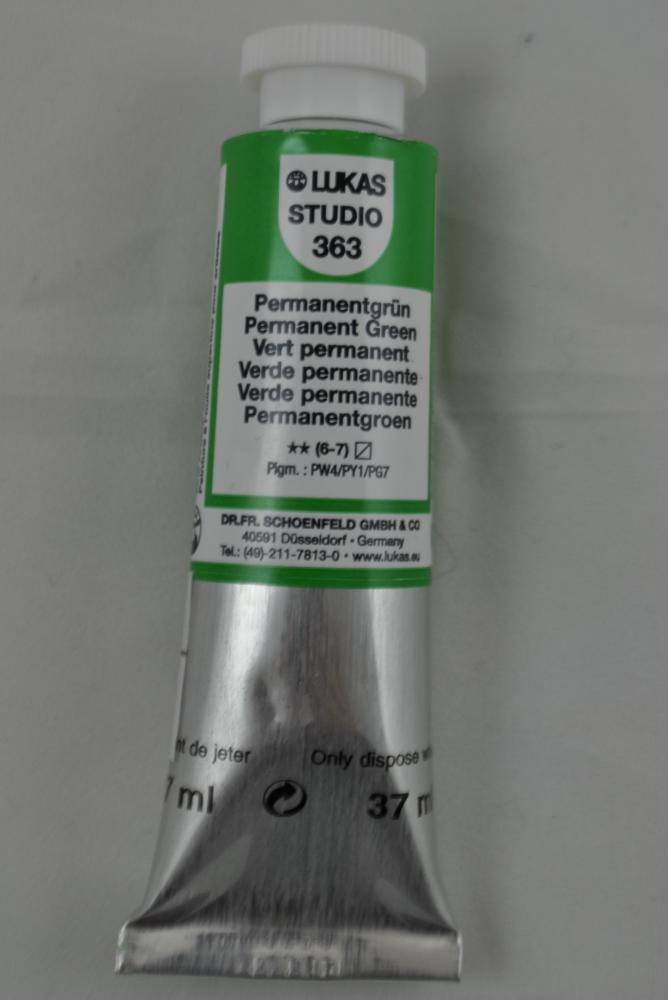 LUKAS
STUDIO
363
Permanentgrün
Permanent Green
Vert permanent
Verde permanente
Verde permanente
Permanentgroen
★★ (6-7)
Pigm. : PW4/PY1/PG7
DR.FR. SCHOENFELD GMBH & CO
40591 Düsseldorf · Germany
Tel.: (49)-211-7813-0 · www.lukas.eu
nt de jeter Only dispose w
7 ml 37 m